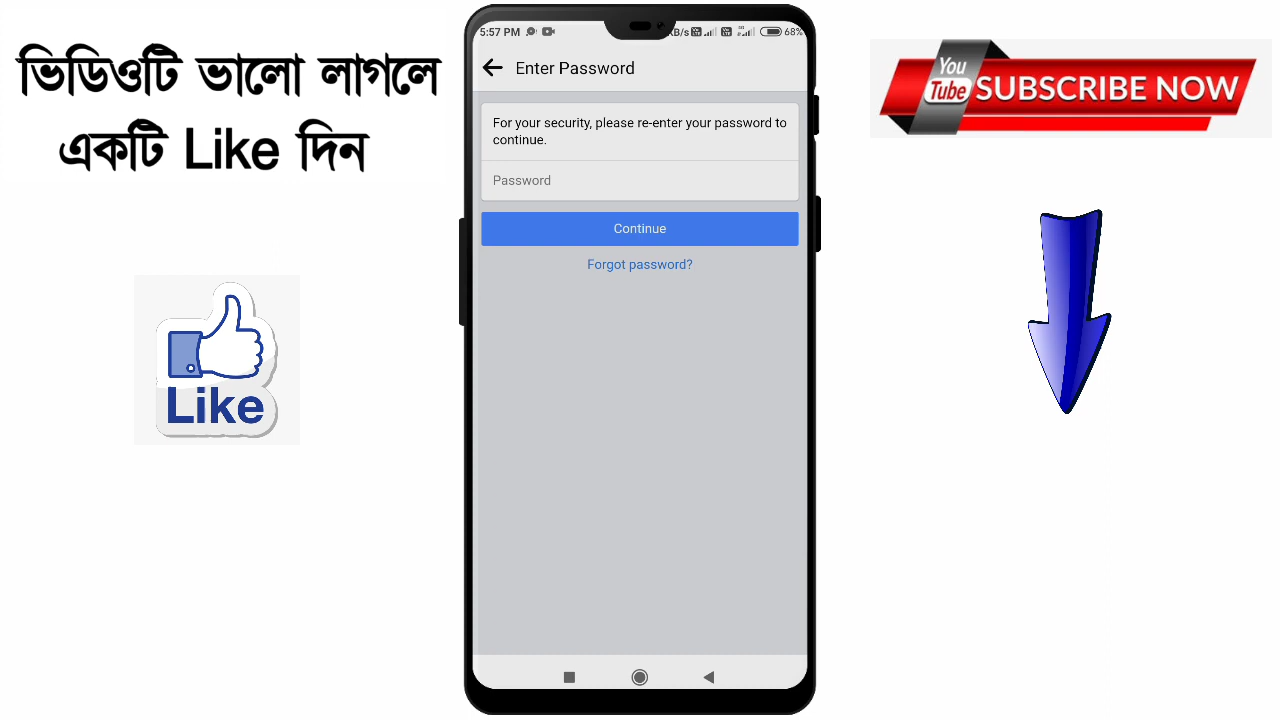 ভিডিওটি ভালো লাগলে
একটি Like দিন
Like
5:57 PM
KB/s
68%
Enter Password
For your security, please re-enter your password to
continue.
Password
Continue
Forgot password?
You
Tube
SUBSCRIBE NOW